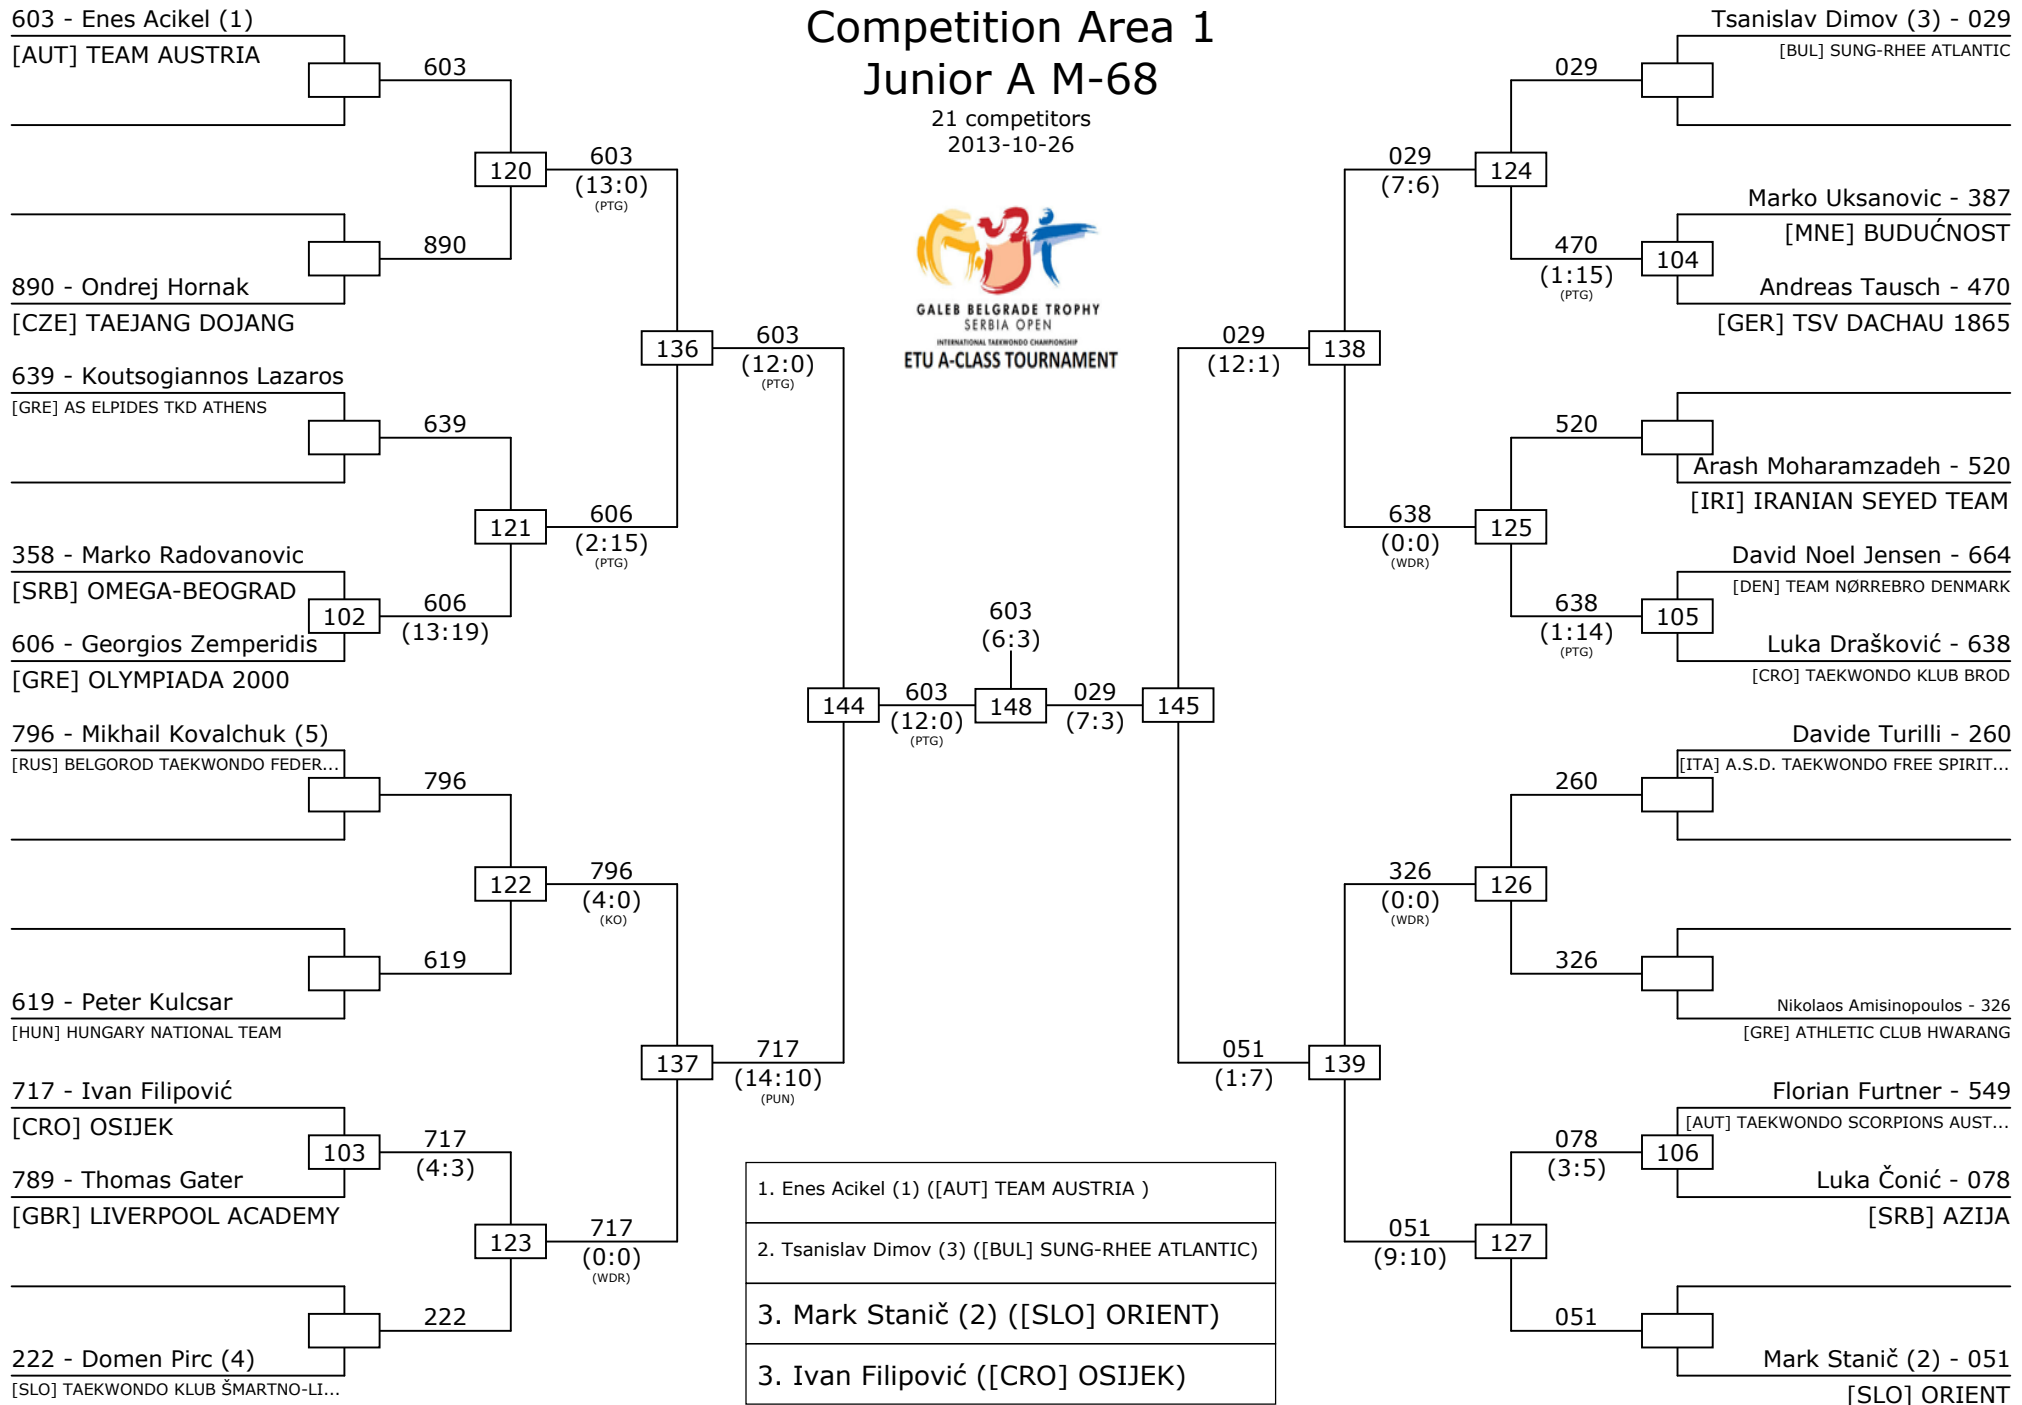 Competition Area 1
Junior A M-68
21 competitors
2013-10-26
GALEB BELGRADE TROPHY
SERBIA OPEN
INTERNATIONAL TAEKWONDO CHAMPIONSHIP
ETU A-CLASS TOURNAMENT
603 - Enes Acikel (1)
[AUT] TEAM AUSTRIA
603
120
603
(13:0)
(PTG)
890
890 - Ondrej Hornak
[CZE] TAEJANG DOJANG
136
603
(12:0)
(PTG)
639 - Koutsogiannos Lazaros
[GRE] AS ELPIDES TKD ATHENS
639
121
606
(2:15)
(PTG)
358 - Marko Radovanovic
[SRB] OMEGA-BEOGRAD
102
606
(13:19)
606 - Georgios Zemperidis
[GRE] OLYMPIADA 2000
144
603
(12:0)
(PTG)
796 - Mikhail Kovalchuk (5)
[RUS] BELGOROD TAEKWONDO FEDER...
796
122
796
(4:0)
(KO)
619
619 - Peter Kulcsar
[HUN] HUNGARY NATIONAL TEAM
137
717
(14:10)
(PUN)
717 - Ivan Filipović
[CRO] OSIJEK
103
717
(4:3)
789 - Thomas Gater
[GBR] LIVERPOOL ACADEMY
123
717
(0:0)
(WDR)
222
222 - Domen Pirc (4)
[SLO] TAEKWONDO KLUB ŠMARTNO-LI...
603
(6:3)
148
029
(7:3)
145
Tsanislav Dimov (3) - 029
[BUL] SUNG-RHEE ATLANTIC
029
029
(7:6)
124
Marko Uksanovic - 387
[MNE] BUDUĆNOST
470
(1:15)
(PTG)
104
Andreas Tausch - 470
[GER] TSV DACHAU 1865
029
(12:1)
138
520
Arash Moharamzadeh - 520
[IRI] IRANIAN SEYED TEAM
638
(0:0)
(WDR)
125
David Noel Jensen - 664
[DEN] TEAM NØRREBRO DENMARK
638
(1:14)
(PTG)
105
Luka Drašković - 638
[CRO] TAEKWONDO KLUB BROD
Davide Turilli - 260
[ITA] A.S.D. TAEKWONDO FREE SPIRIT...
260
326
(0:0)
(WDR)
126
326
Nikolaos Amisinopoulos - 326
[GRE] ATHLETIC CLUB HWARANG
051
(1:7)
139
Florian Furtner - 549
[AUT] TAEKWONDO SCORPIONS AUST...
078
(3:5)
106
Luka Čonić - 078
[SRB] AZIJA
051
(9:10)
127
051
Mark Stanič (2) - 051
[SLO] ORIENT
1. Enes Acikel (1) ([AUT] TEAM AUSTRIA )
2. Tsanislav Dimov (3) ([BUL] SUNG-RHEE ATLANTIC)
3. Mark Stanič (2) ([SLO] ORIENT)
3. Ivan Filipović ([CRO] OSIJEK)